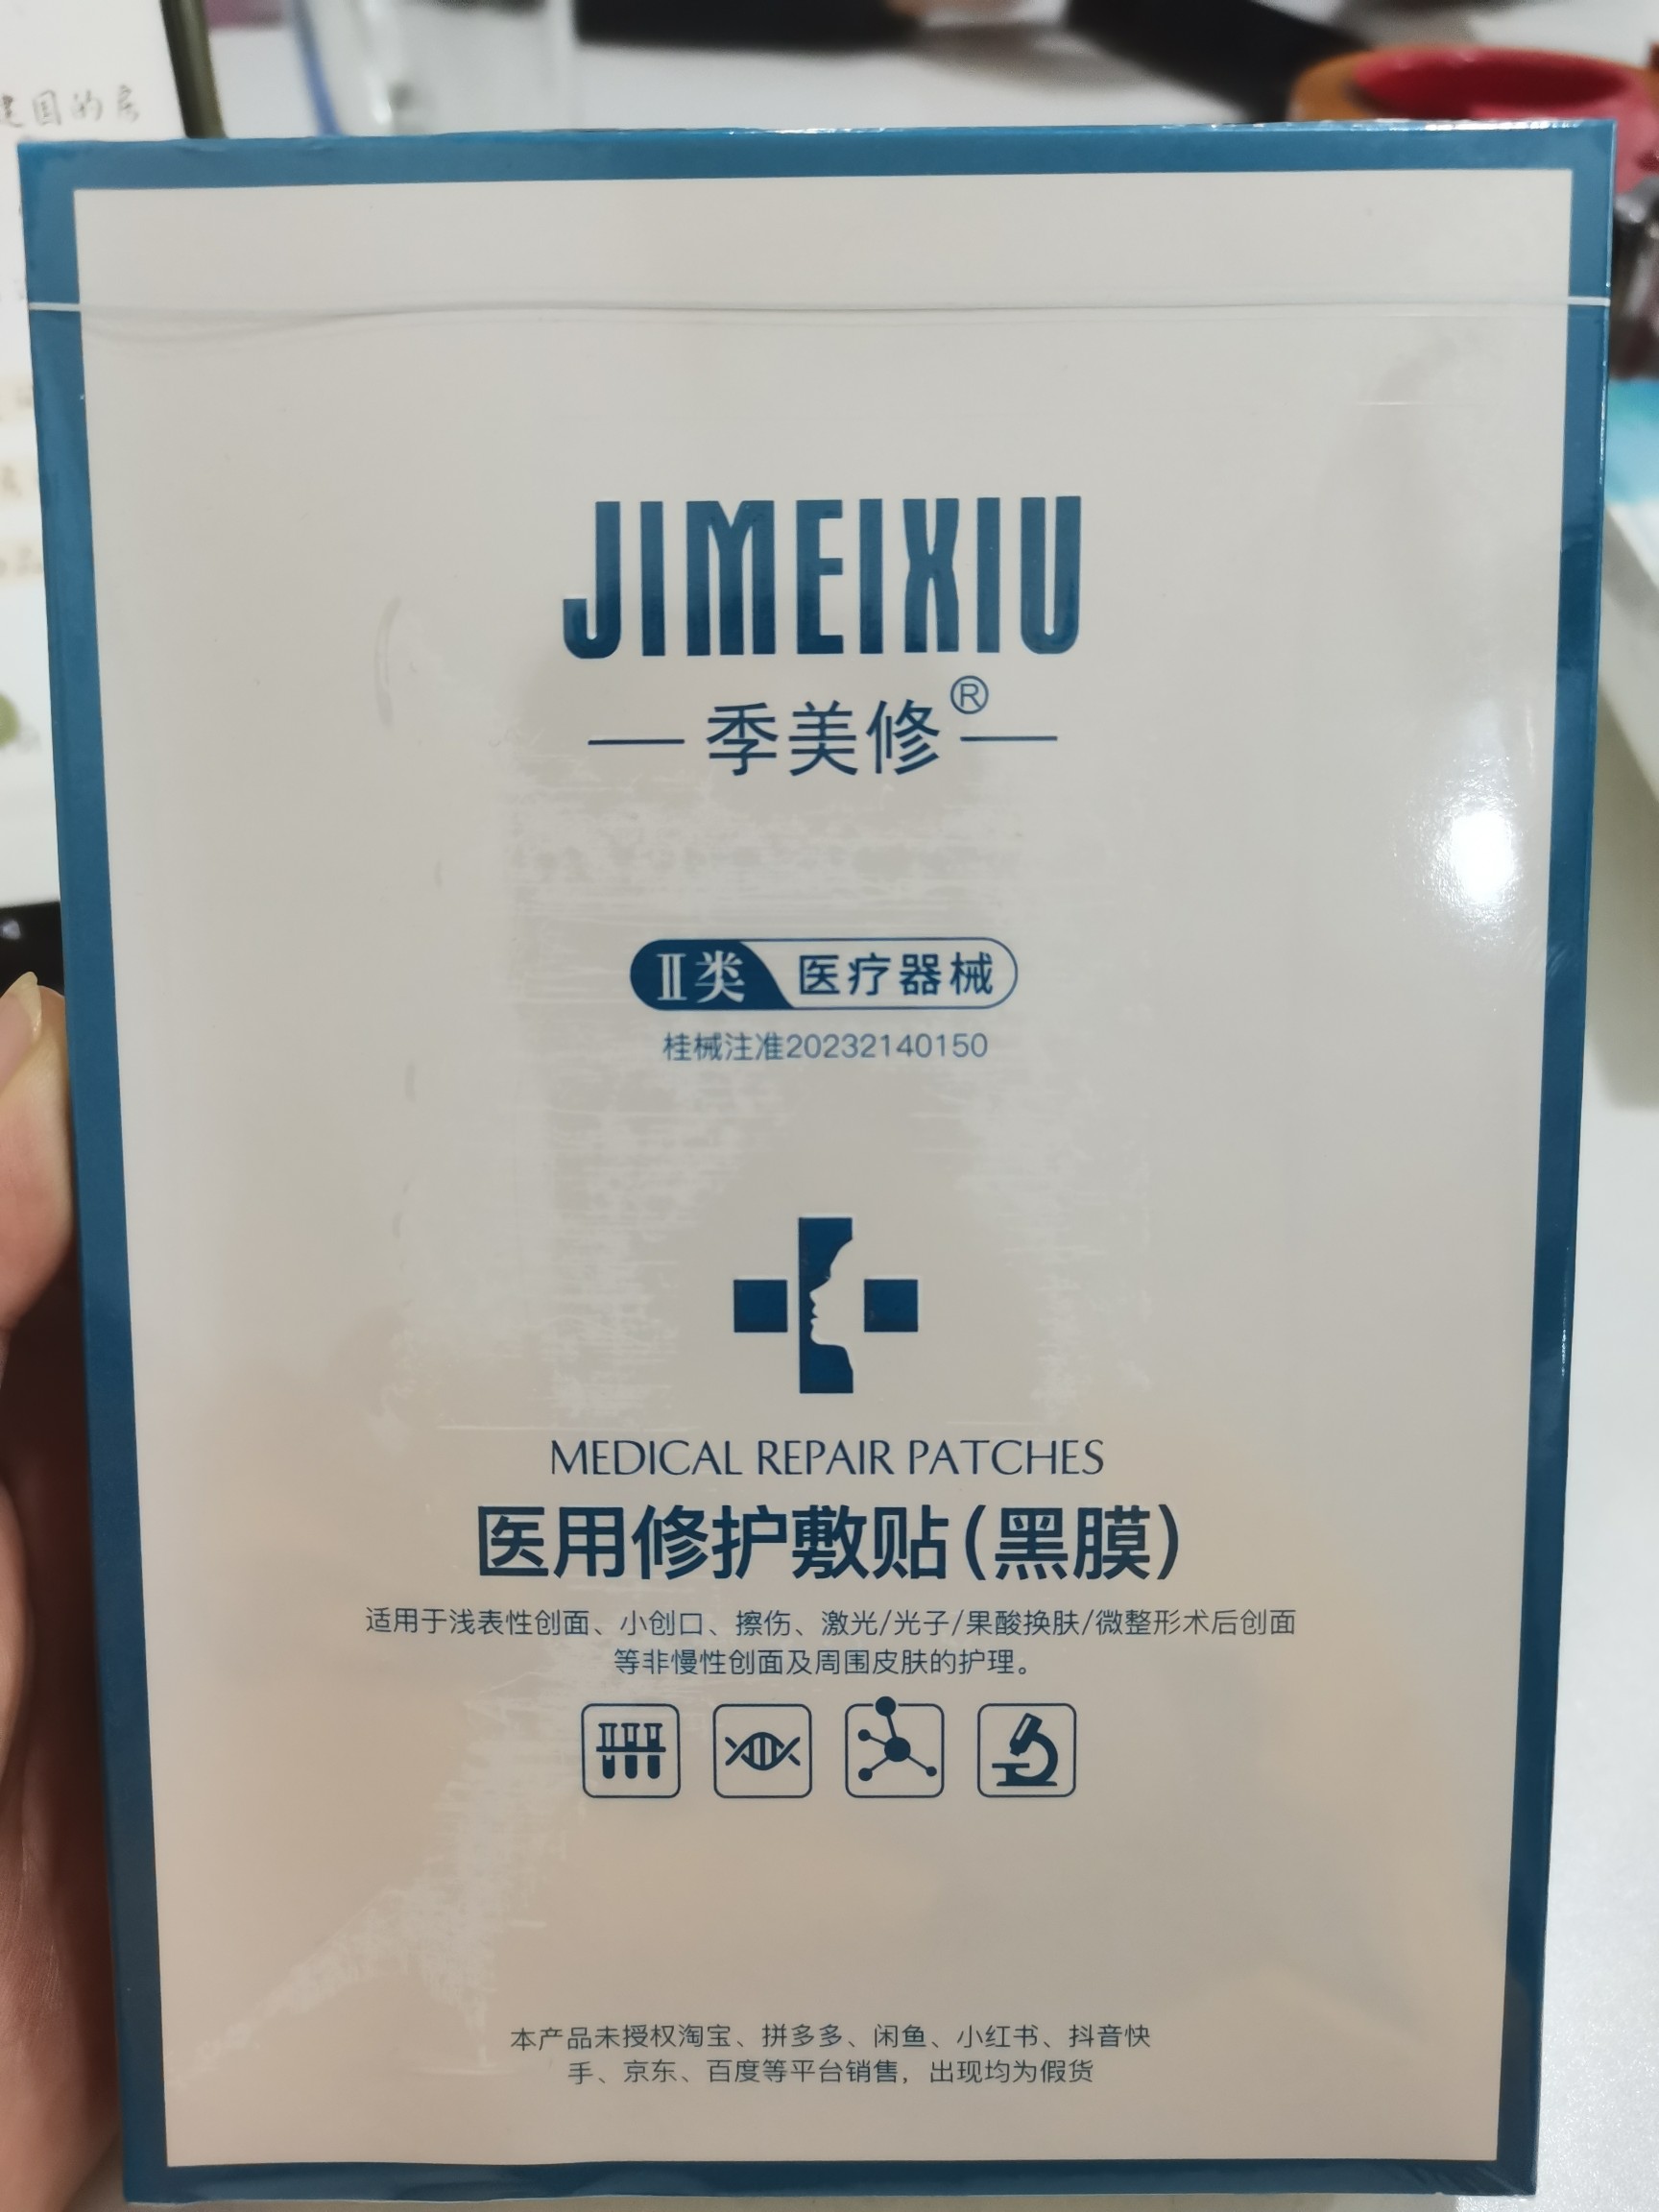 建国的房
JIMEIXIU
季美修®
II类 医疗器械
桂械注准20232140150
MEDICAL REPAIR PATCHES
医用修护敷贴(黑膜)
适用于浅表性创面、小创口、擦伤、激光/光子/果酸换肤/微整形术后创面
等非慢性创面及周围皮肤的护理。
本产品未授权淘宝、拼多多、闲鱼、小红书、抖音快
手、京东、百度等平台销售，出现均为假货